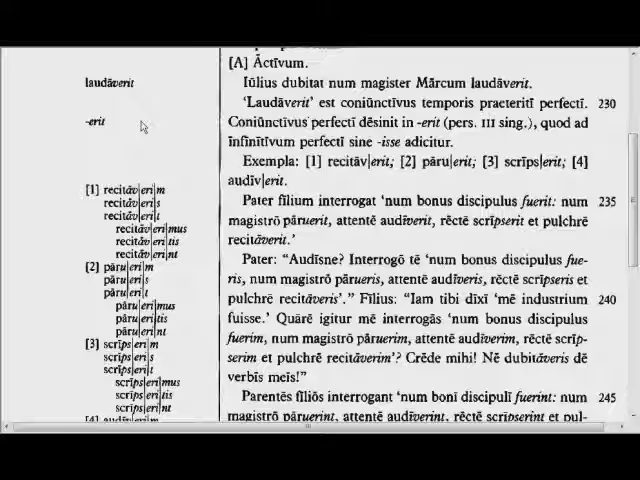 [A] Āctīvum.
laudāverit
Iūlius dubitat num magister Mārcum laudāverit.
'Laudāverit' est coniūnctīvus temporis praeteritī perfectī. 230
-erit
Coniūnctīvus perfectī dēsinit in -erit (pers. III sing.), quod ad
īnfīnītīvum perfectī sine -isse adicitur.
Exempla: [1] recitāv|erit; [2] pāru|erit; [3] scrīps|erit; [4]
audīv|erit.
[1] recitāv|eri|m
recitāv|eri|s
recitāv|eri|t
recitāv|eri|mus
recitāv|eri|tis
recitāv|eri|nt
[2] pāru|eri|m
pāru|eri|s
pāru|eri|t
pāru|eri|mus
pāru|eri|tis
pāru|eri|nt
[3] scrīps|eri|m
scrīps|eri|s
scrīps|eri|t
scrīps|eri|mus
scrīps|eri|tis
scrīps|eri|nt
[4] audīv|eri|m
Pater fīlium interrogat 'num bonus discipulus fuerit: num 235
magistrō pāruerit, attentē audīverit, rēctē scrīpserit et pulchrē
recitāverit.'
Pater: "Audīsne? Interrogō tē 'num bonus discipulus fue-
ris, num magistrō pārueris, attentē audīveris, rēctē scrīpseris et
pulchrē recitāveris'." Fīlius: "Iam tibi dīxī 'mē industrium 240
fuisse.' Quārē igitur mē interrogās 'num bonus discipulus
fuerim, num magistrō pāruerim, attentē audīverim, rēctē scrīp-
serim et pulchrē recitāverim'? Crēde mihi! Nē dubitāveris dē
verbīs meīs!"
Parentēs fīliōs interrogant 'num bonī discipulī fuerint: num 245
magistrō pāruerint, attentē audīverint, rēctē scrīpserint et pul-